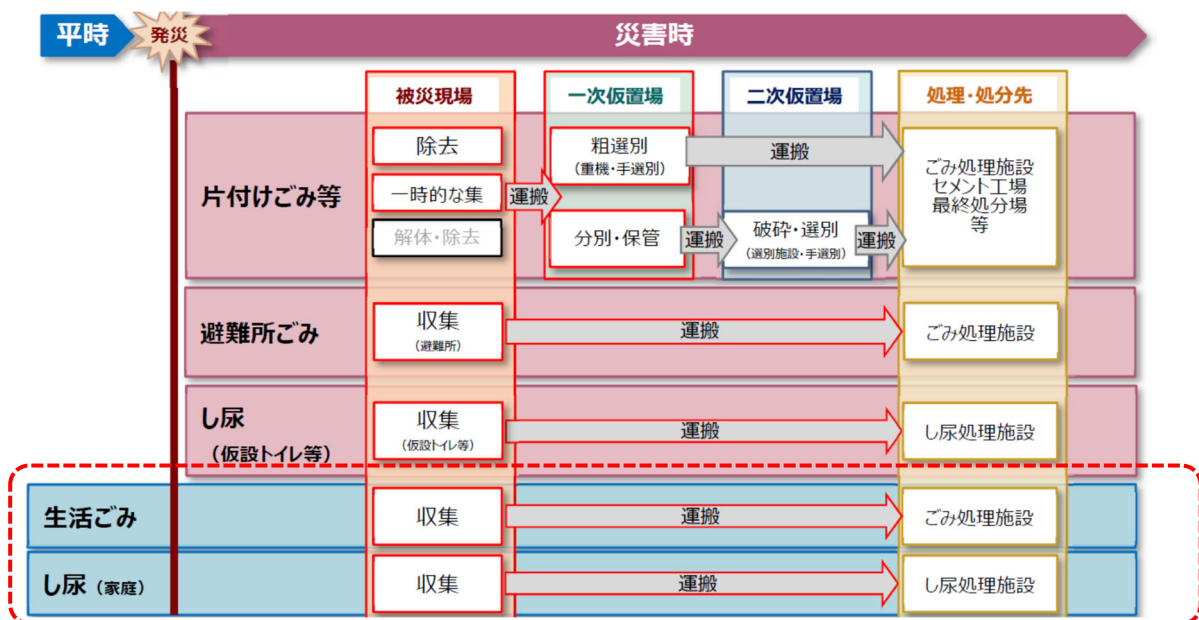 平時
発災
災害時
被災現場
一次仮置場
二次仮置場
処理・処分先
片付けごみ等
除去
一時的な集
解体・除去
運搬
粗選別
(重機・手選別)
分別・保管
運搬
運搬
破砕・選別
(選別施設・手選別)
運搬
ごみ処理施設
セメント工場
最終処分場
等
避難所ごみ
収集
(避難所)
運搬
ごみ処理施設
し尿
(仮設トイレ等)
収集
(仮設トイレ等)
運搬
し尿処理施設
生活ごみ
収集
運搬
ごみ処理施設
し尿 (家庭)
収集
運搬
し尿処理施設